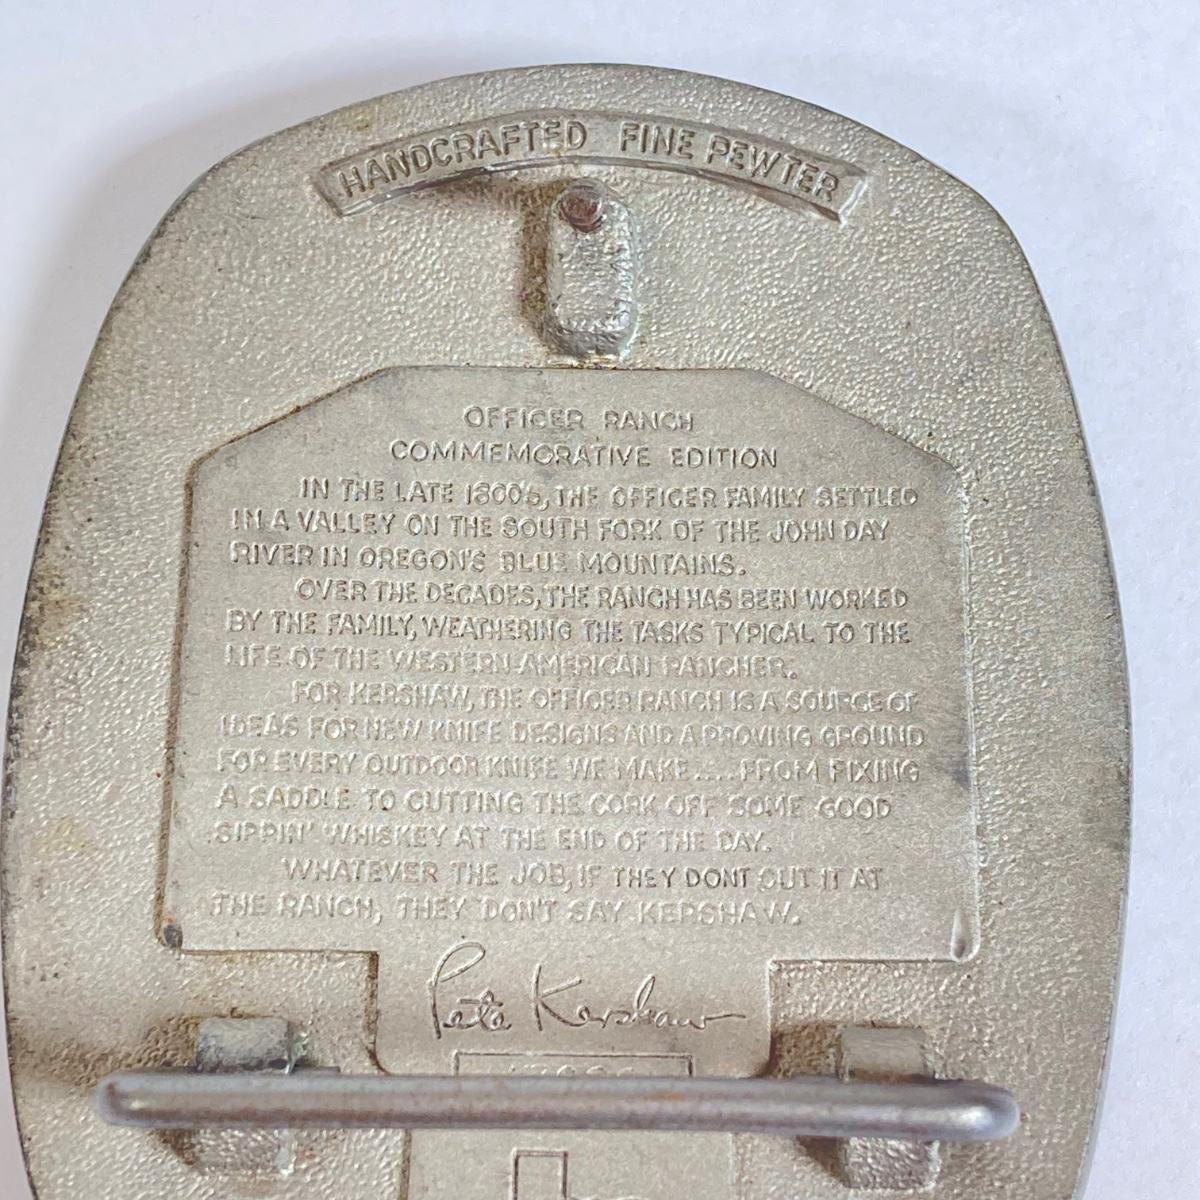 HANDCRAFTED FINE PEWTER
OFFICER RANCH
COMMEMORATIVE EDITION
IN THE LATE 1800'S, THE OFFICER FAMILY SETTLED
IN A VALLEY ON THE SOUTH FORK OF THE JOHN DAY
RIVER IN OREGON'S BLUE MOUNTAINS.
OVER THE DECADES, THE RANCH HAS BEEN WORKED
BY THE FAMILY, WEATHERING THE TASKS TYPICAL TO THE
LIFE OF THE WESTERN AMERICAN RANCHER.
FOR KERSHAW, THE OFFICER RANCH IS A SOURCE OF
IDEAS FOR NEW KNIFE DESIGNS AND A PROVING GROUND
FOR EVERY OUTDOOR KNIFE WE MAKE.... FROM FIXING
A SADDLE TO CUTTING THE CORK OFF SOME GOOD
SIPPIN' WHISKEY AT THE END OF THE DAY.
WHATEVER THE JOB, IF THEY DONT CUT IT AT
THE RANCH, THEY DON'T SAY KERSHAW.
Pete Kershaw